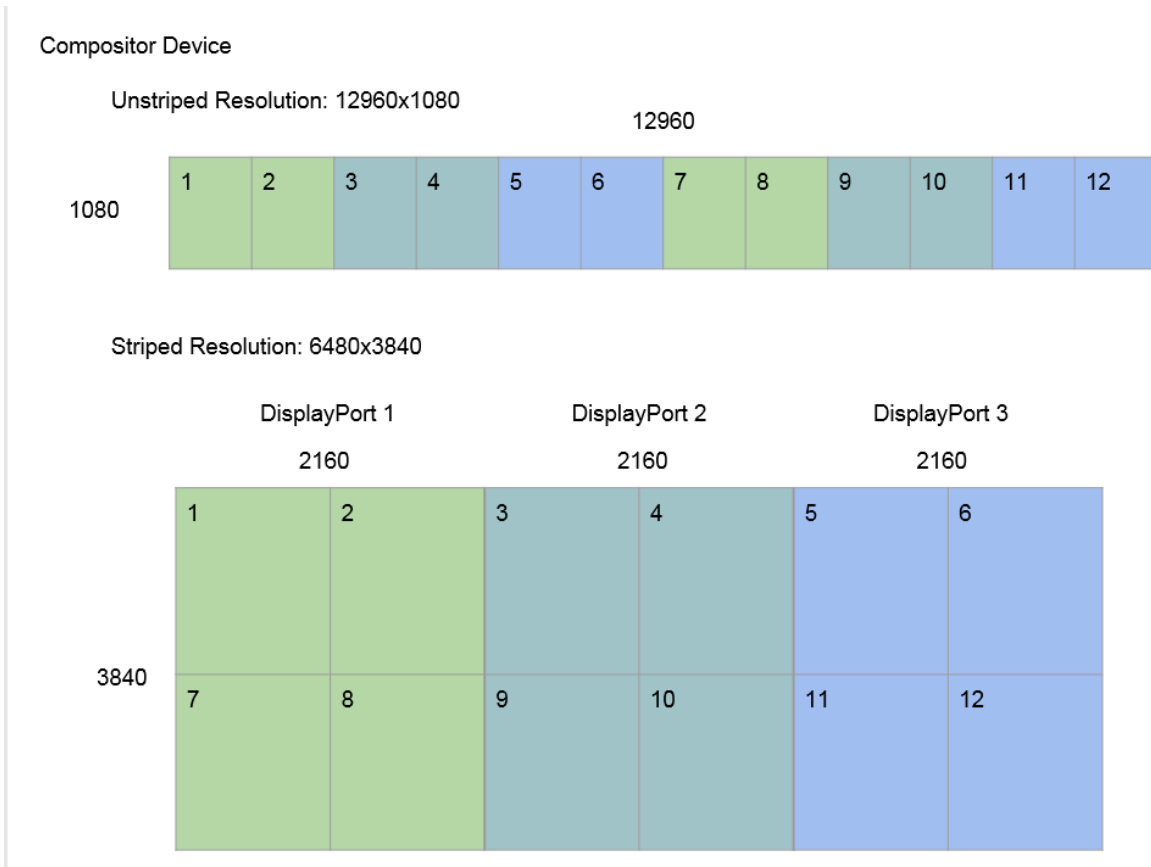 Compositor Device
Unstriped Resolution: 12960x1080
12960
1 2 3 4 5 6 7 8 9 10 11 12
1080
Striped Resolution: 6480x3840
DisplayPort 1 DisplayPort 2 DisplayPort 3
2160 2160 2160
1 2 3 4 5 6
3840
7 8 9 10 11 12